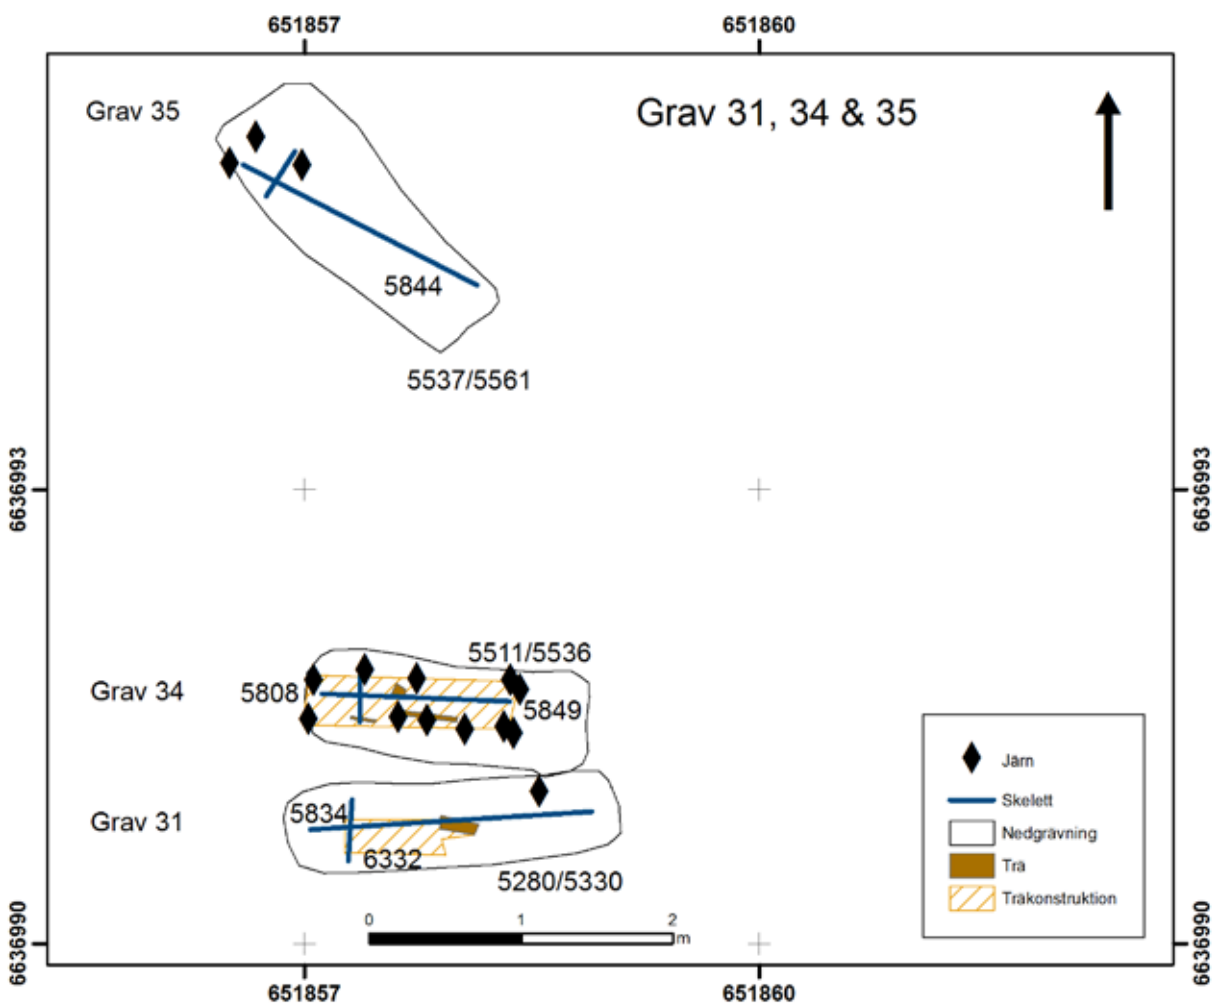 651857
651860
Grav 35
Grav 31, 34 & 35
5844
5537/5561
6636993
6636993
5511/5536
Grav 34
5808
5849
Grav 31
5834
6332
5280/5330
Järn
Skelett
Nedgrävning
Trä
Träkonstruktion
0
1
2
m
6636990
6636990
651857
651860